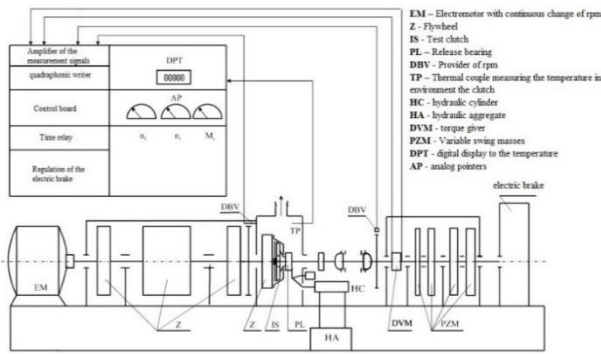 Amplifier of the
measurement signals
quadraphonic writer
Control board
Time relay
Regulation of the
electric brake
DPT
00000
AP
n, n, M,
EM – Electromotor with continuous change of rpm
Z - Flywheel
IS - Test clutch
PL – Release bearing
DBV - Provider of rpm
TP – Thermal couple measuring the temperature in
environment the clutch
HC - hydraulic cylinder
HA - hydraulic aggregate
DVM - torque giver
PZM - Variable swing masses
DPT - digital display to the temperature
AP - analog pointers
electric brake
DBV
TP
DBV
EM
HC
Z
Z
IS
PL
DVM
PZM
HA